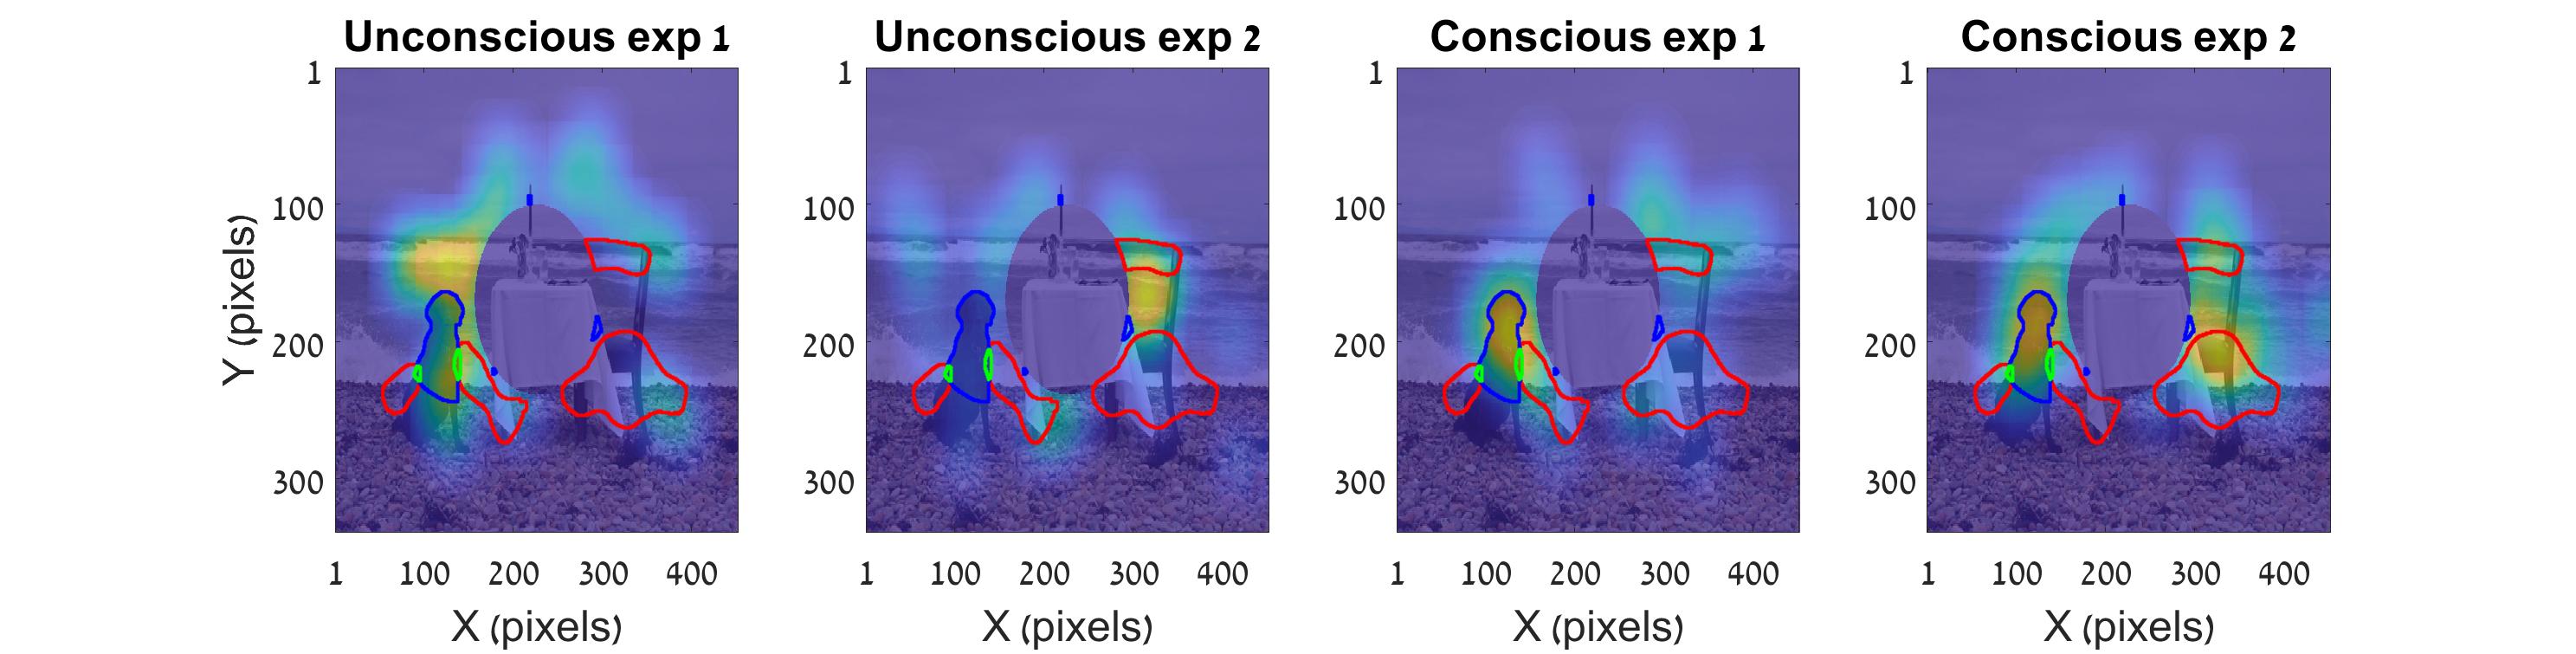 Unconscious exp 1 Unconscious exp 2 Conscious exp 1 Conscious exp 2
1 1 1 1
100 100 100 100
200 200 200 200
300 300 300 300
Y (pixels)
1 100 200 300 400 1 100 200 300 400 1 100 200 300 400 1 100 200 300 400
X (pixels) X (pixels) X (pixels) X (pixels)